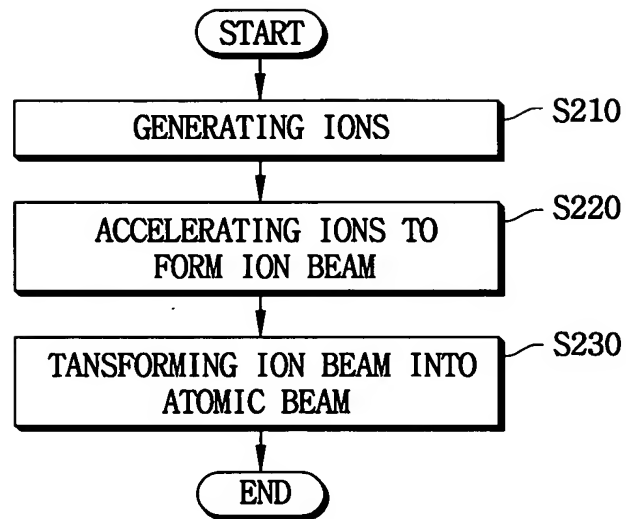 START
GENERATING IONS
S210
ACCELERATING IONS TO
FORM ION BEAM
S220
TANSFORMING ION BEAM INTO
ATOMIC BEAM
S230
END